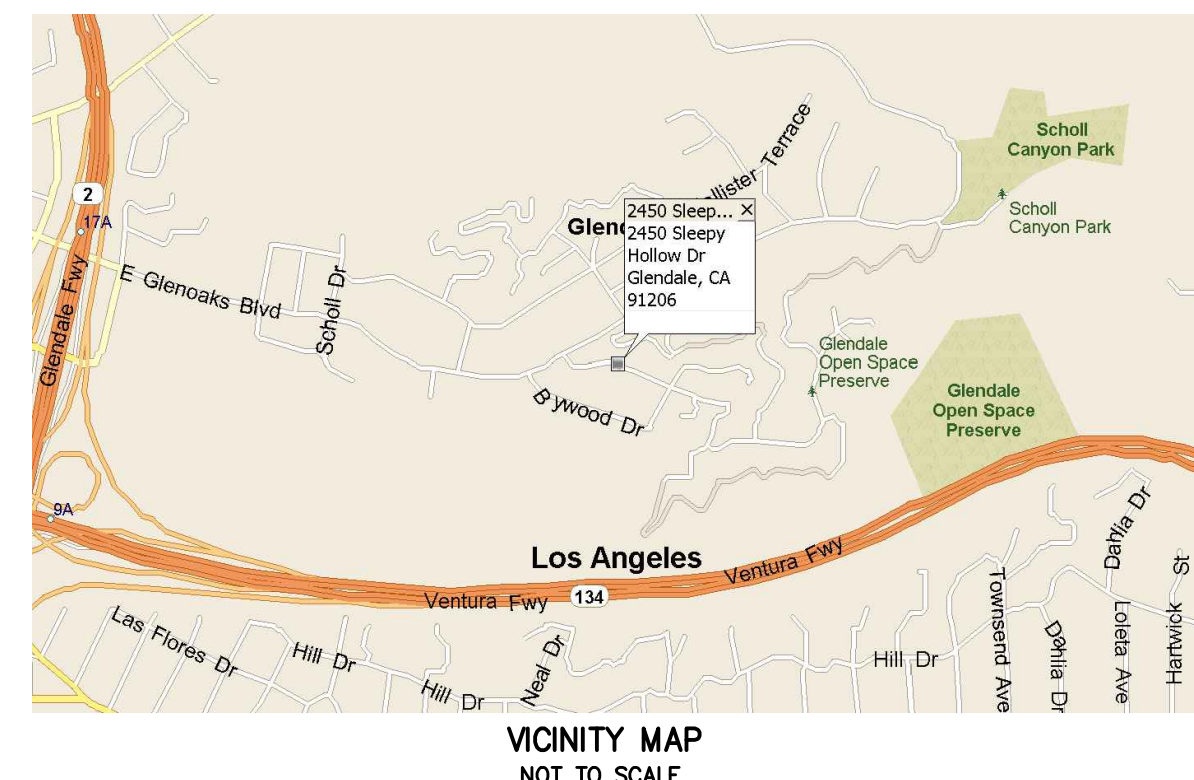 Scholl
Canyon Park
Scholl
Canyon Park
Terrace
2
17A
2450 Sleep...
2450 Sleepy
Hollow Dr
Glendale, CA
91206
E Glenoaks Blvd
Scholl Dr
Glendale Fwy
Glendale
Open Space
Preserve
Glendale
Open Space
Preserve
Bywood Dr
9A
Los Angeles
Ventura Fwy
Ventura Fwy
134
Las Flores Dr
Hill Dr
Hill Dr
Neal Dr
Hill Dr
Townsend Ave
Dahlia Dr
Dahlia Dr
Loleta Ave
Hartwick St
VICINITY MAP
NOT TO SCALE